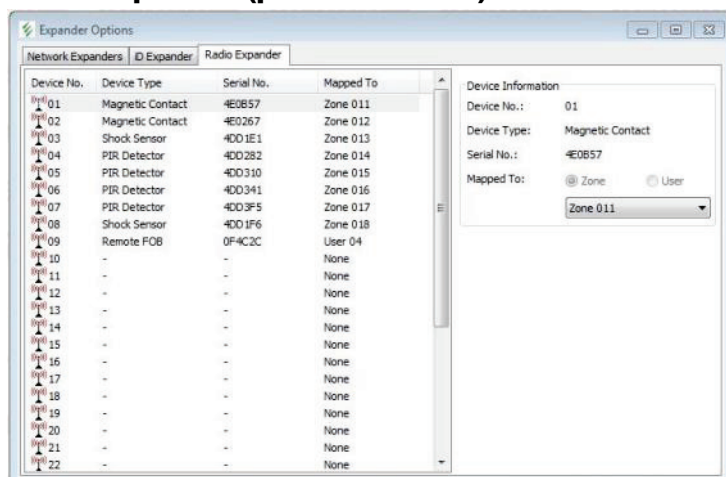 Expander Options
Network Expanders iD Expander Radio Expander
Device No. Device Type Serial No. Mapped To
01 Magnetic Contact 4E0B57 Zone 011
02 Magnetic Contact 4E0267 Zone 012
03 Shock Sensor 4DD1E1 Zone 013
04 PIR Detector 4DD282 Zone 014
05 PIR Detector 4DD310 Zone 015
06 PIR Detector 4DD341 Zone 016
07 PIR Detector 4DD3F5 Zone 017
08 Shock Sensor 4DD1F6 Zone 018
09 Remote FOB 0F4C2C User 04
10 - - None
11 - - None
12 - - None
13 - - None
14 - - None
15 - - None
16 - - None
17 - - None
18 - - None
19 - - None
20 - - None
21 - - None
22 - - None
Device Information
Device No.: 01
Device Type: Magnetic Contact
Serial No.: 4E0B57
Mapped To: Zone User
Zone 011